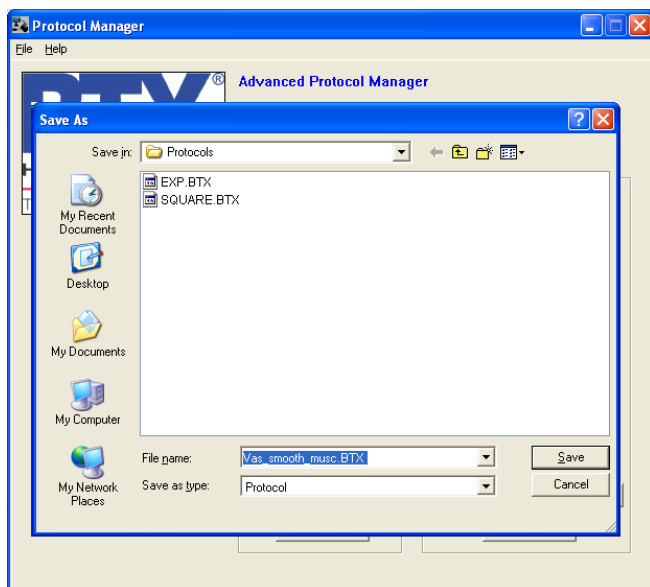 Protocol Manager
File Help
BTX®
Advanced Protocol Manager
Save As
Save in: Protocols
EXP.BTX
SQUARE.BTX
My Recent
Documents
Desktop
My Documents
My Computer
My Network
Places
File name: Vas_smooth_musc.BTX Save
Save as type: Protocol Cancel